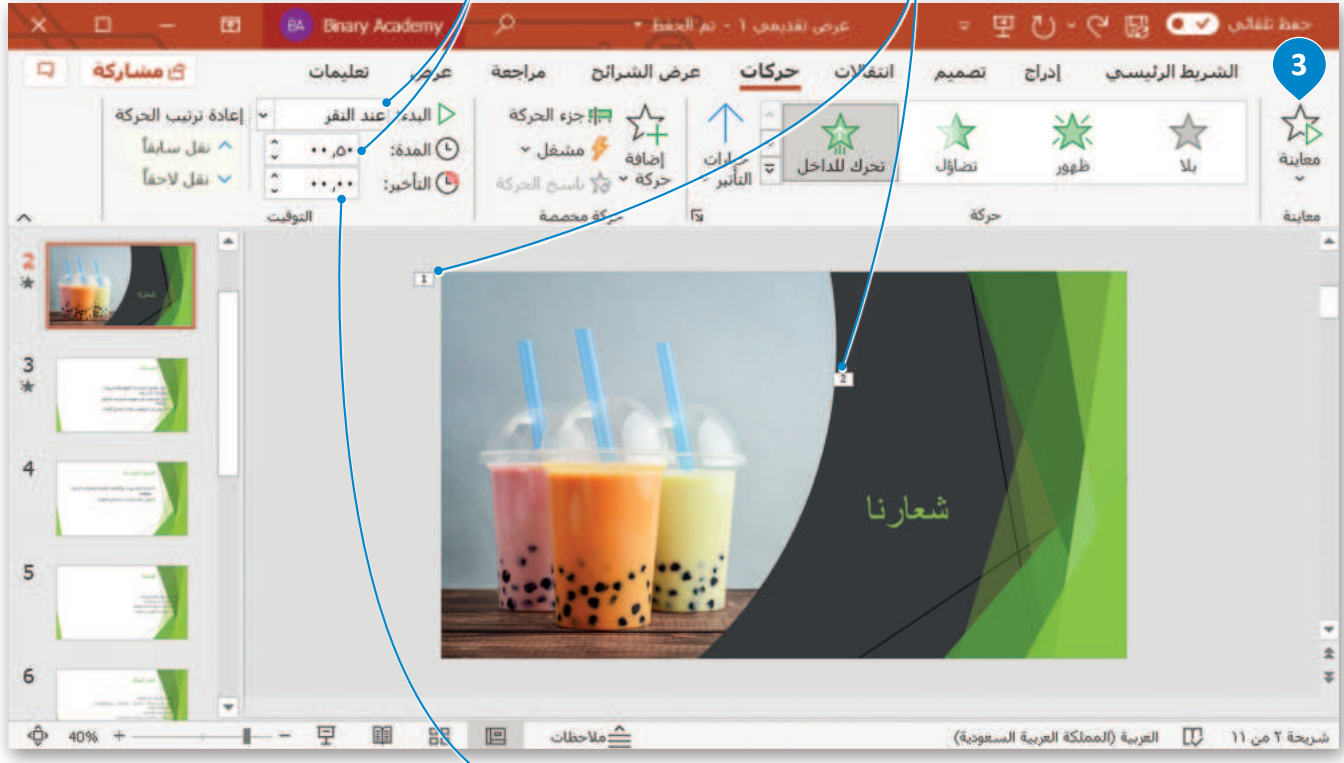 حفظ تلقائي
عرض تقديمي ١ - تم الحفظ
Binary Academy
BA
الشريط الرئيسي إدراج تصميم انتقالات حركات عرض الشرائح مراجعة عرض تعليمات مشاركة
3
معاينة
بلا
ظهور
تضاؤل
تحرك للداخل
خيارات التأثير
إضافة حركة
جزء الحركة
مشغل
ناسخ الحركة
البدء: عند النقر
المدة: ٠٠,٥٠
التأخير: ٠٠,٠٠
إعادة ترتيب الحركة
نقل سابقاً
نقل لاحقاً
معاينة
حركة
حركة مخصصة
التوقيت
1
2
شعارنا
2
شعارنا
3
4
5
6
شريحة ٢ من ١١
العربية (المملكة العربية السعودية)
ملاحظات
40%